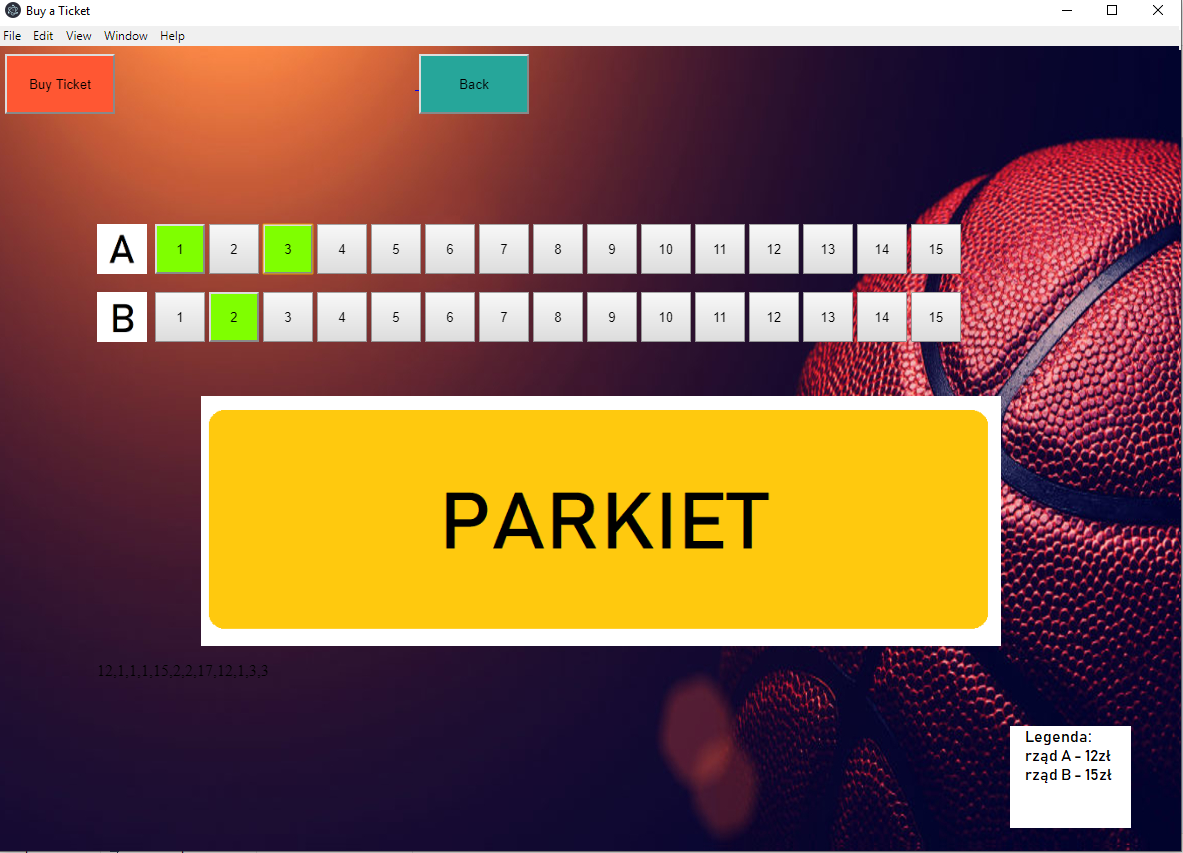 Buy a Ticket
File Edit View Window Help
Buy Ticket Back
A 1 2 3 4 5 6 7 8 9 10 11 12 13 14 15
B 1 2 3 4 5 6 7 8 9 10 11 12 13 14 15
PARKIET
12,1,1,1,15,2,2,17,12,1,3,3
Legenda:
rząd A - 12zł
rząd B - 15zł